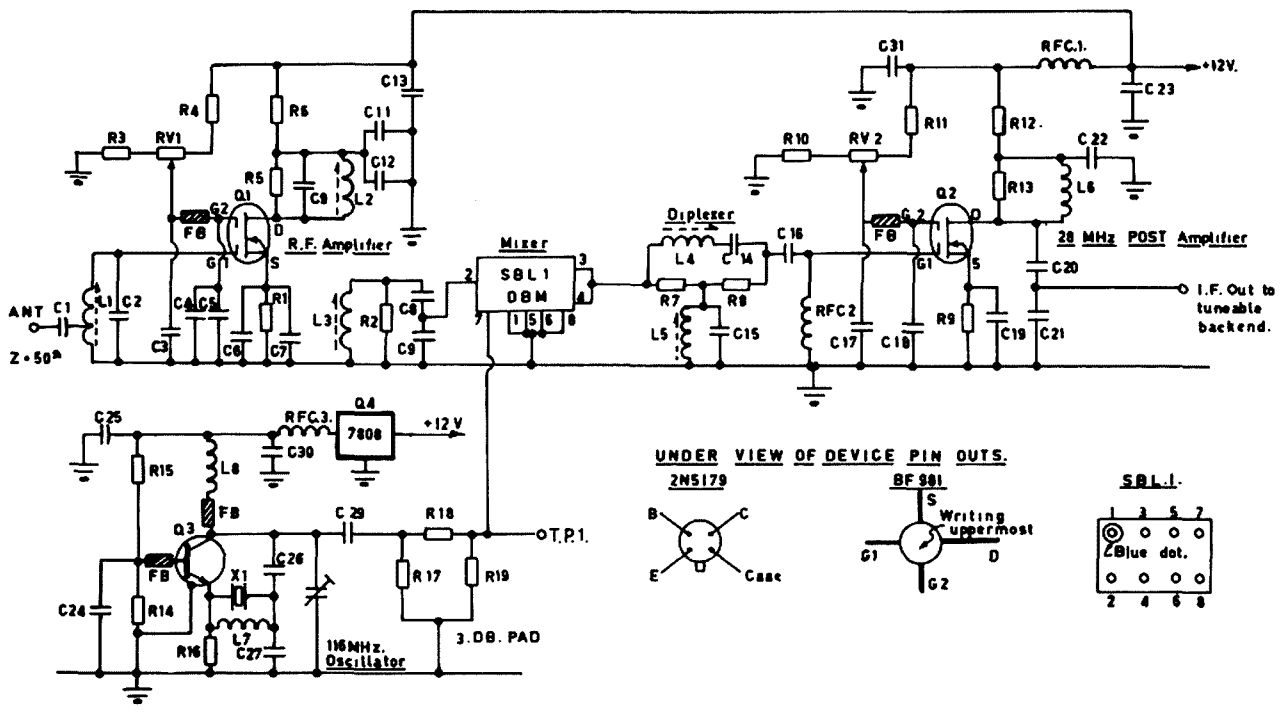 C31
RFC.1.
+12V.
C13
C23
R4
R6
C11
R11
R12.
C22
R3
RV1
C12
R10
RV 2
R5
C9
L2
R13
L6
Q1
G2
D
FB
G1
S
R.F. Amplifier
Q2
G2
D
FB
G1
S
28 MHz POST Amplifier
Mixer
Diplexer
SBL1
DBM
2
3
4
7
1
5
6
8
L4
C14
C16
R7
R8
L5
C15
RFC2
C17
C18
R9
C19
C20
C21
I.F. Out to
tuneable
backend.
ANT
C1
L1
C2
C3
C4
C5
C6
R1
C7
L3
R2
C8
C9
Z=50Ω
C25
RFC.3.
Q4
7808
+12 V
R15
L8
C30
FB
Q3
C29
R18
T.P.1.
FB
X1
C26
R17
R19
C24
R14
L7
R16
C27
116MHz.
Oscillator
3.DB. PAD
UNDER VIEW OF DEVICE PIN OUTS.
2N5179
B
C
E
Case
BF 981
S
Writing
uppermost
G1
D
G2
SBL.1.
1 3 5 7
Blue dot.
2 4 6 8